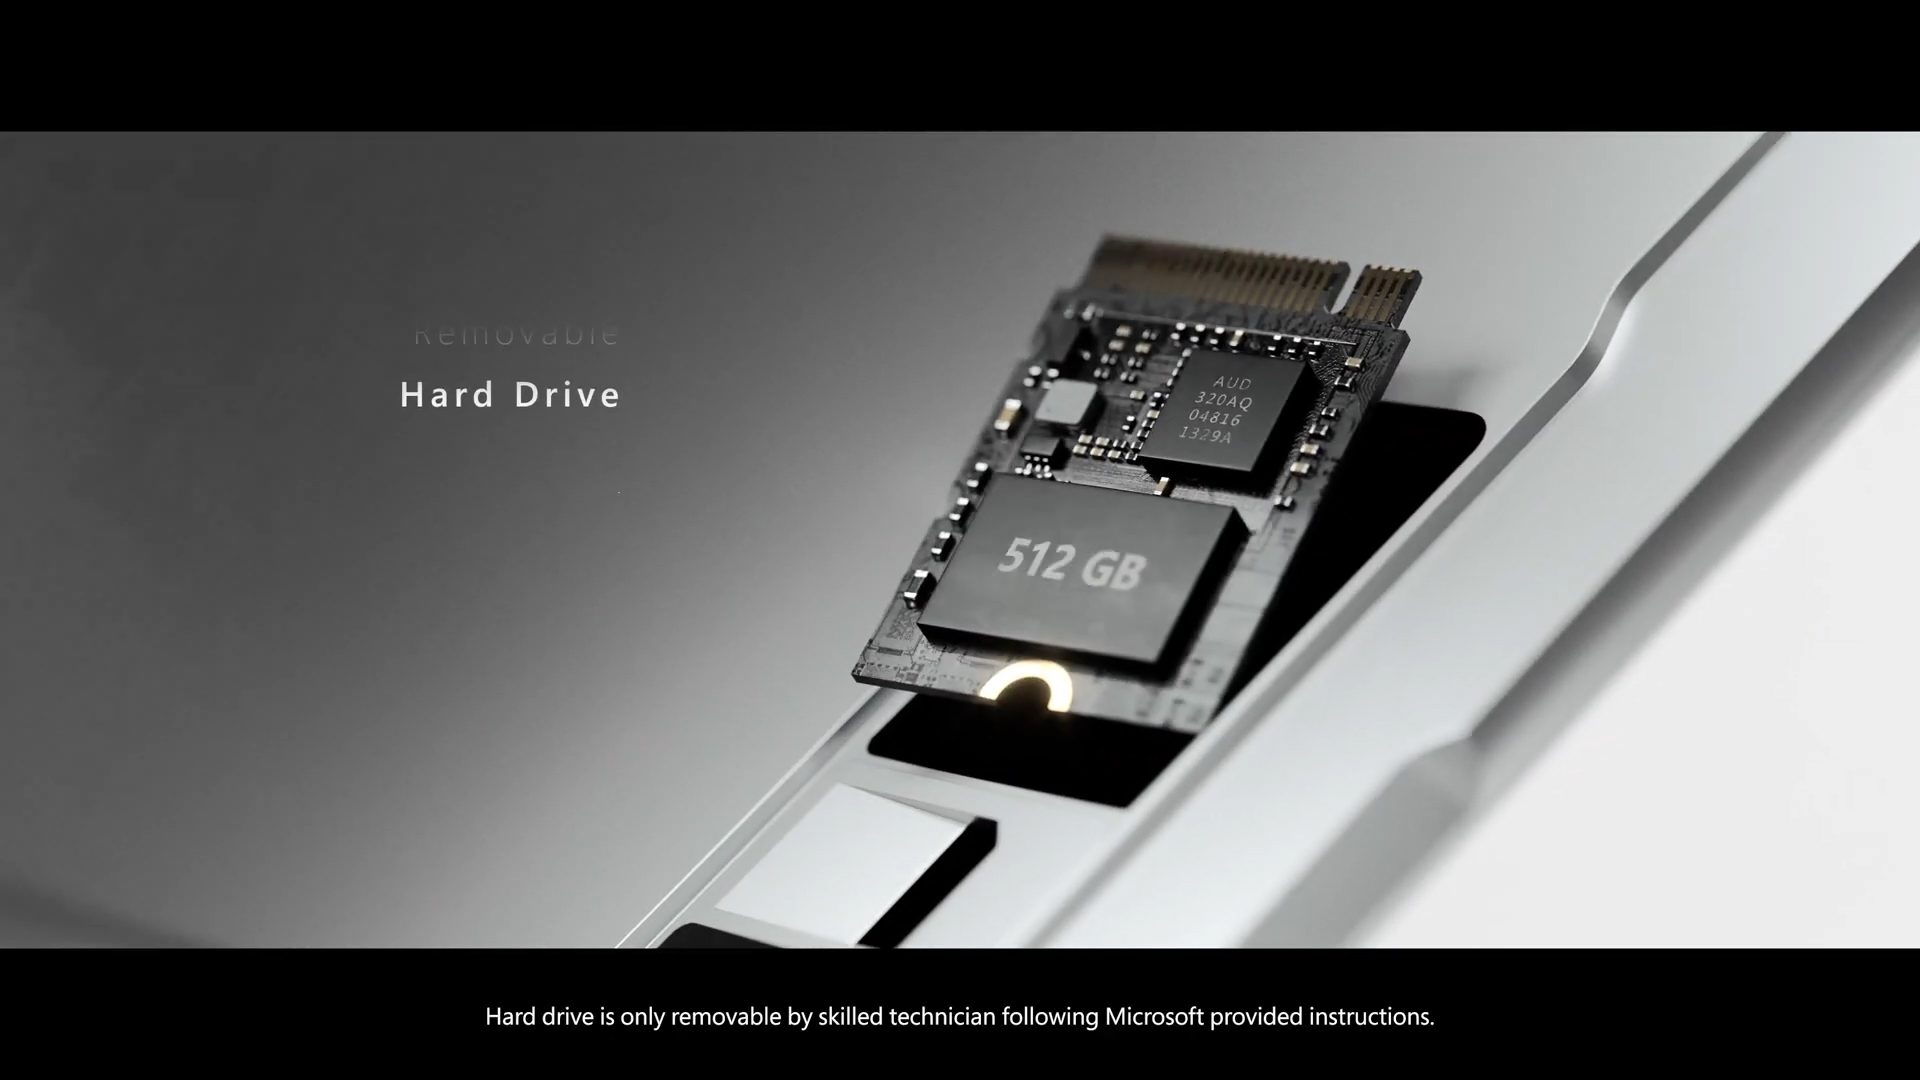 Removable
Hard Drive
AUD
320AQ
04816
1329A
512 GB
Hard drive is only removable by skilled technician following Microsoft provided instructions.